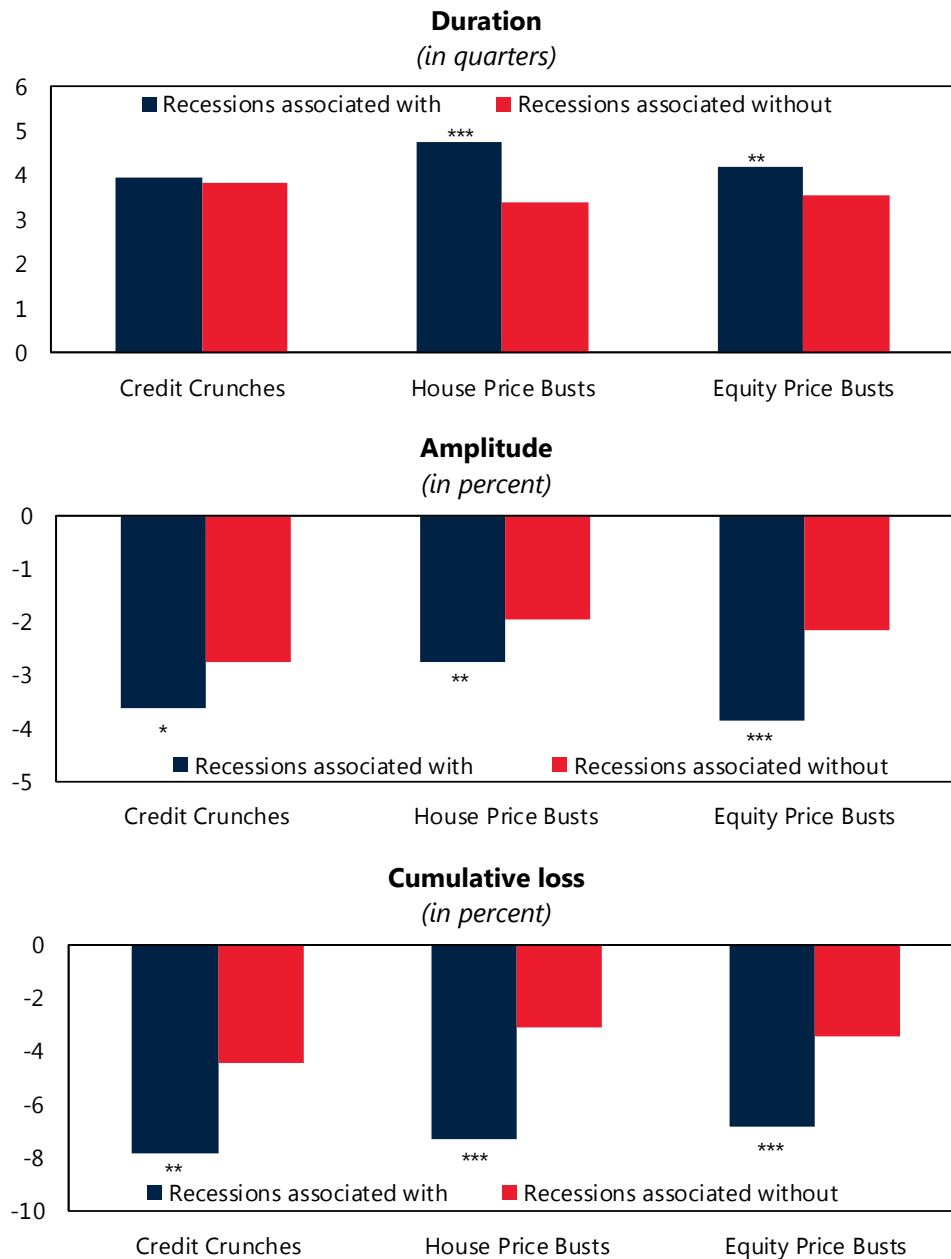 Duration
(in quarters)
6
Recessions associated with Recessions associated without
5
*** **
4
3
2
1
0
Credit Crunches House Price Busts Equity Price Busts
Amplitude
(in percent)
0
-1
-2
-3
**
-4
* ***
Recessions associated with Recessions associated without
-5
Credit Crunches House Price Busts Equity Price Busts
Cumulative loss
(in percent)
0
-2
-4
-6
-8
** *** ***
Recessions associated with Recessions associated without
-10
Credit Crunches House Price Busts Equity Price Busts